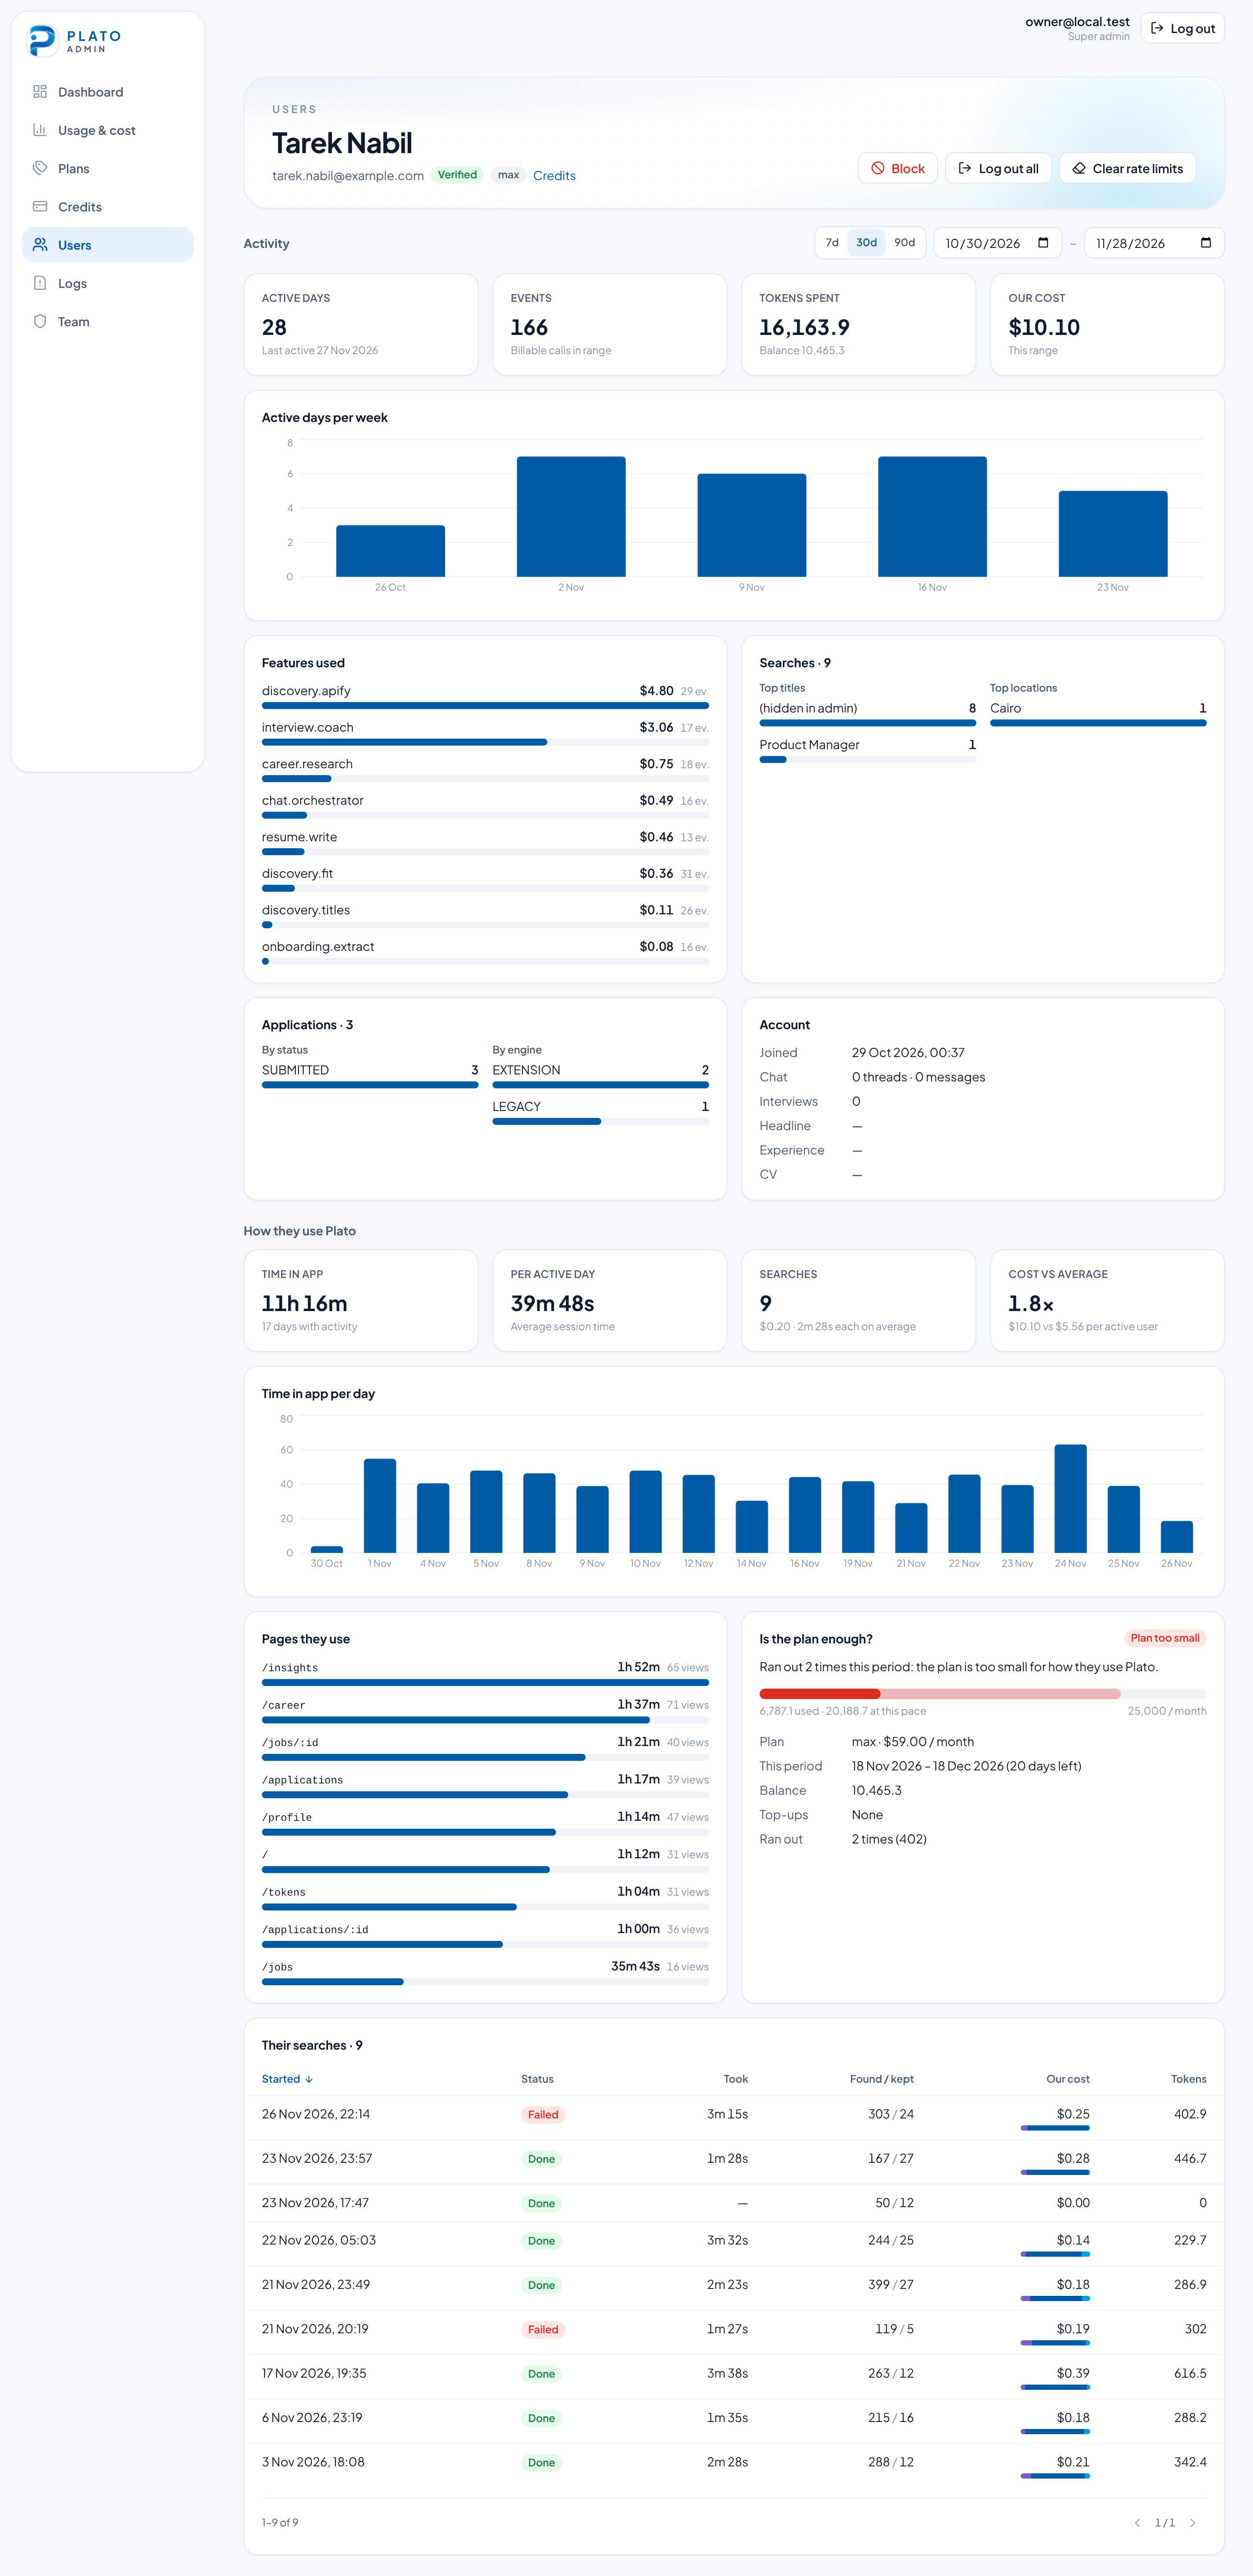 PLATO
ADMIN
Dashboard
Usage & cost
Plans
Credits
Users
Logs
Team
owner@local.test
Super admin
Log out
USERS
Tarek Nabil
tarek.nabil@example.com Verified max Credits
Block Log out all Clear rate limits
Activity
7d 30d 90d 10/30/2026 – 11/28/2026
ACTIVE DAYS
28
Last active 27 Nov 2026
EVENTS
166
Billable calls in range
TOKENS SPENT
16,163.9
Balance 10,465.3
OUR COST
$10.10
This range
Active days per week
8
6
4
2
0
26 Oct 2 Nov 9 Nov 16 Nov 23 Nov
Features used
discovery.apify $4.80 29 ev.
interview.coach $3.06 17 ev.
career.research $0.75 18 ev.
chat.orchestrator $0.49 16 ev.
resume.write $0.46 13 ev.
discovery.fit $0.36 31 ev.
discovery.titles $0.11 26 ev.
onboarding.extract $0.08 16 ev.
Searches · 9
Top titles
(hidden in admin) 8
Product Manager 1
Top locations
Cairo 1
Applications · 3
By status
SUBMITTED 3
By engine
EXTENSION 2
LEGACY 1
Account
Joined 29 Oct 2026, 00:37
Chat 0 threads · 0 messages
Interviews 0
Headline —
Experience —
CV —
How they use Plato
TIME IN APP
11h 16m
17 days with activity
PER ACTIVE DAY
39m 48s
Average session time
SEARCHES
9
$0.20 · 2m 28s each on average
COST VS AVERAGE
1.8×
$10.10 vs $5.56 per active user
Time in app per day
80
60
40
20
0
30 Oct 1 Nov 4 Nov 5 Nov 8 Nov 9 Nov 10 Nov 12 Nov 14 Nov 16 Nov 19 Nov 21 Nov 22 Nov 23 Nov 24 Nov 25 Nov 26 Nov
Pages they use
/insights 1h 52m 65 views
/career 1h 37m 71 views
/jobs/:id 1h 21m 40 views
/applications 1h 17m 39 views
/profile 1h 14m 47 views
/ 1h 12m 31 views
/tokens 1h 04m 31 views
/applications/:id 1h 00m 36 views
/jobs 35m 43s 16 views
Is the plan enough? Plan too small
Ran out 2 times this period: the plan is too small for how they use Plato.
6,787.1 used · 20,188.7 at this pace 25,000 / month
Plan max · $59.00 / month
This period 18 Nov 2026 – 18 Dec 2026 (20 days left)
Balance 10,465.3
Top-ups None
Ran out 2 times (402)
Their searches · 9
Started ↓ Status Took Found / kept Our cost Tokens
26 Nov 2026, 22:14 Failed 3m 15s 303 / 24 $0.25 402.9
23 Nov 2026, 23:57 Done 1m 28s 167 / 27 $0.28 446.7
23 Nov 2026, 17:47 Done — 50 / 12 $0.00 0
22 Nov 2026, 05:03 Done 3m 32s 244 / 25 $0.14 229.7
21 Nov 2026, 23:49 Done 2m 23s 399 / 27 $0.18 286.9
21 Nov 2026, 20:19 Failed 1m 27s 119 / 5 $0.19 302
17 Nov 2026, 19:35 Done 3m 38s 263 / 12 $0.39 616.5
6 Nov 2026, 23:19 Done 1m 35s 215 / 16 $0.18 288.2
3 Nov 2026, 18:08 Done 2m 28s 288 / 12 $0.21 342.4
1–9 of 9 1 / 1